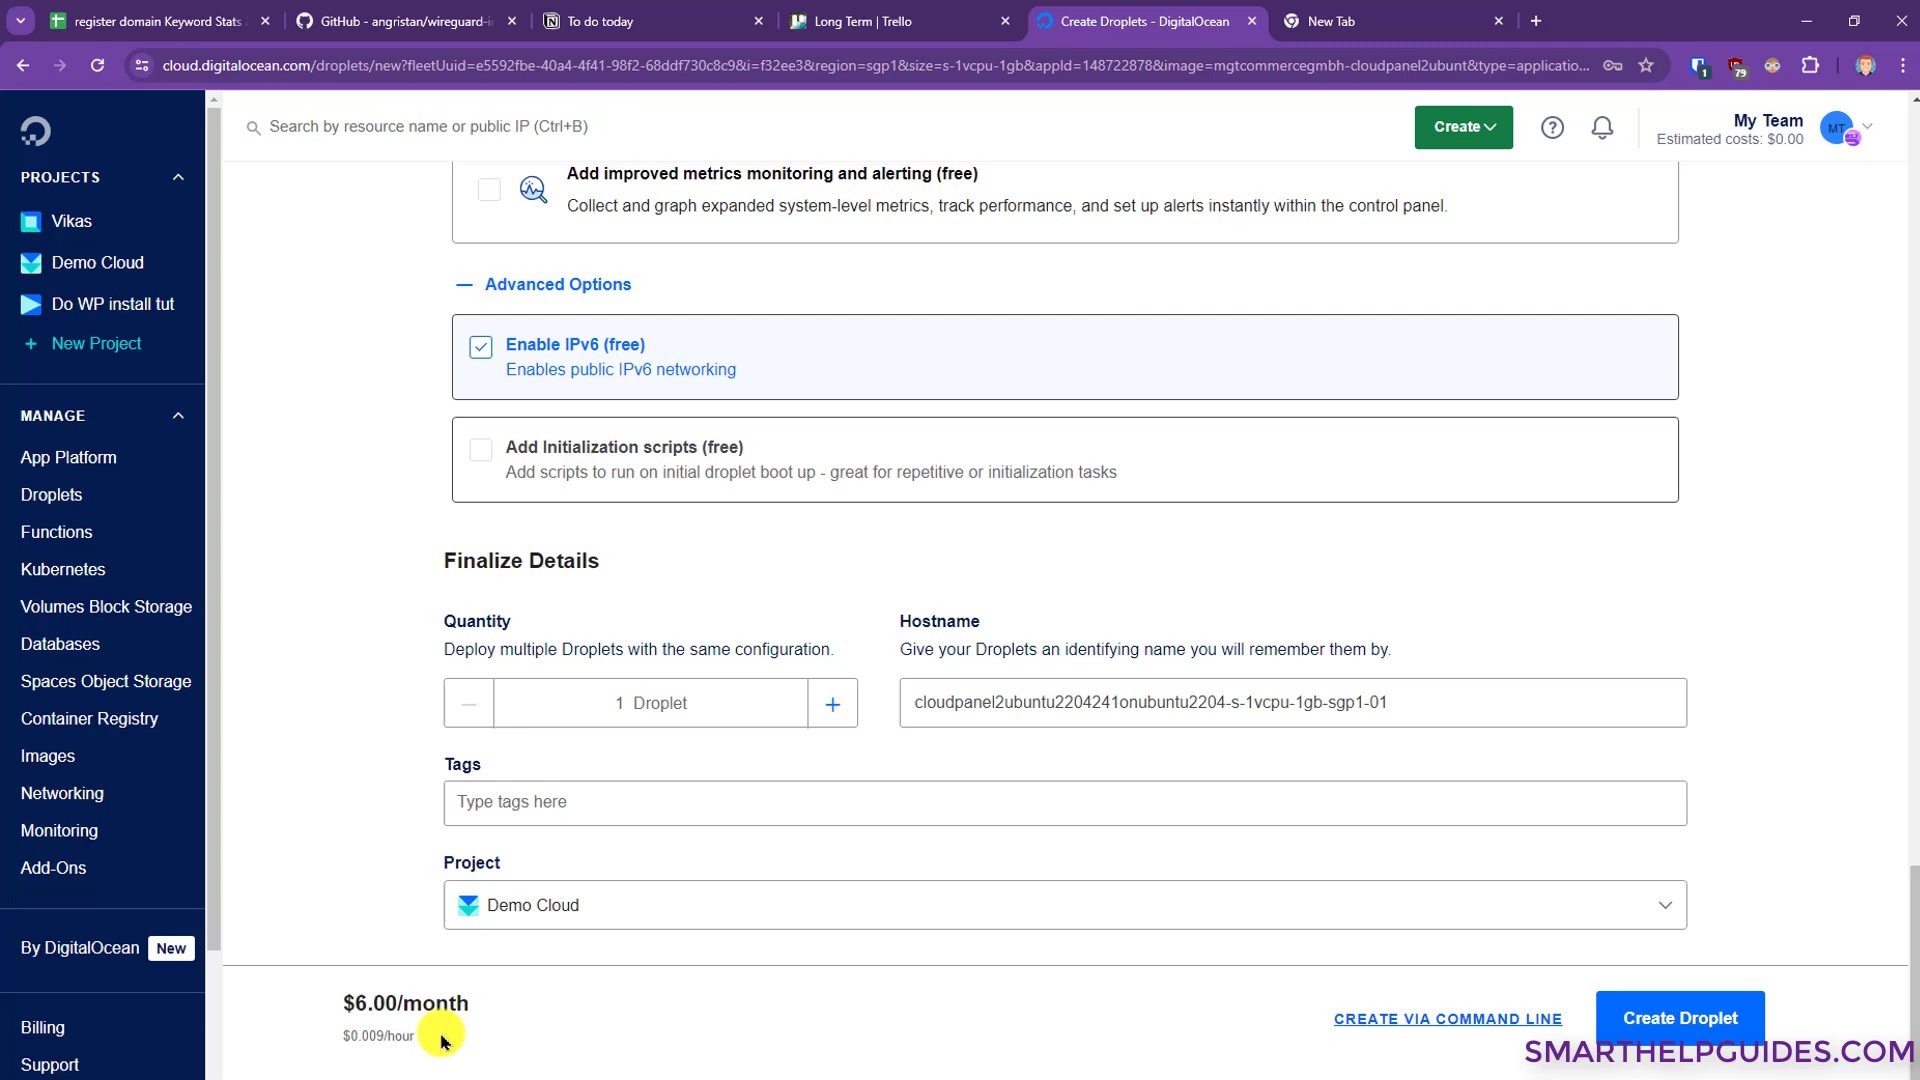 register domain Keyword Stats
GitHub - angristan/wireguard-i
To do today
Long Term | Trello
Create Droplets - DigitalOcean
New Tab
cloud.digitalocean.com/droplets/new?fleetUuid=e5592fbe-40a4-4f41-98f2-68ddf730c8c9&i=f32ee3&region=sgp1&size=s-1vcpu-1gb&appId=148722878&image=mgtcommercegmbh-cloudpanel2ubunt&type=applicatio...
1
79
Search by resource name or public IP (Ctrl+B)
Create
My Team
Estimated costs: $0.00
MT
PROJECTS
Vikas
Demo Cloud
Do WP install tut
+ New Project
MANAGE
App Platform
Droplets
Functions
Kubernetes
Volumes Block Storage
Databases
Spaces Object Storage
Container Registry
Images
Networking
Monitoring
Add-Ons
By DigitalOcean New
Billing
Support
Add improved metrics monitoring and alerting (free)
Collect and graph expanded system-level metrics, track performance, and set up alerts instantly within the control panel.
Advanced Options
Enable IPv6 (free)
Enables public IPv6 networking
Add Initialization scripts (free)
Add scripts to run on initial droplet boot up - great for repetitive or initialization tasks
Finalize Details
Quantity
Deploy multiple Droplets with the same configuration.
1 Droplet
Hostname
Give your Droplets an identifying name you will remember them by.
cloudpanel2ubuntu2204241onubuntu2204-s-1vcpu-1gb-sgp1-01
Tags
Type tags here
Project
Demo Cloud
$6.00/month
$0.009/hour
CREATE VIA COMMAND LINE
Create Droplet
SMARTHELPGUIDES.COM